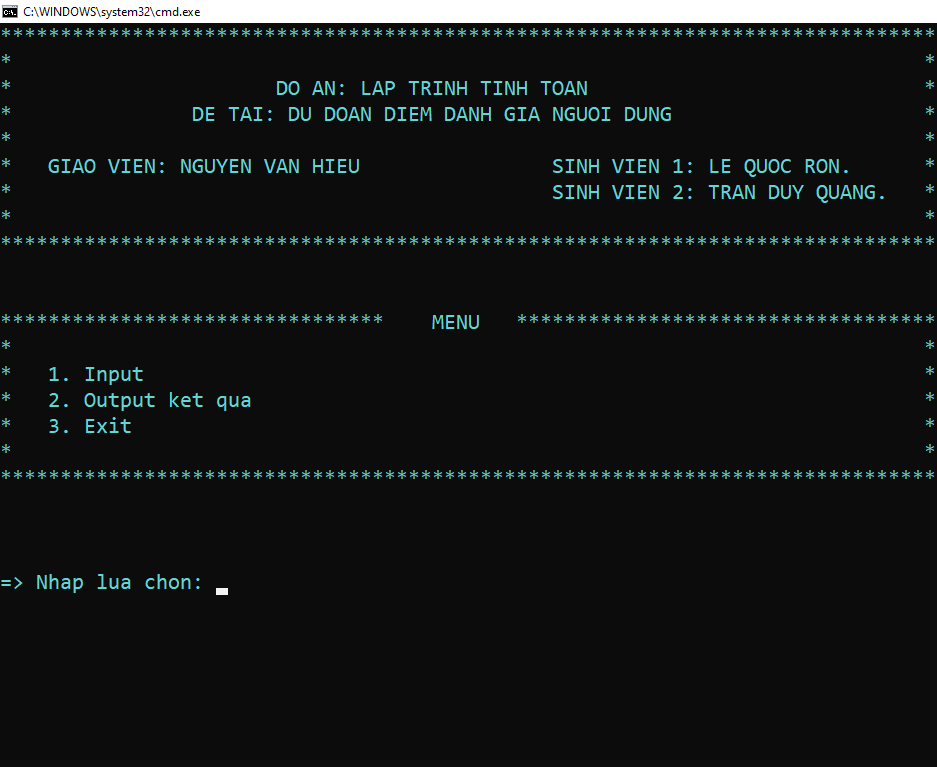 C:\WINDOWS\system32\cmd.exe
******************************************************************************
* *
* DO AN: LAP TRINH TINH TOAN *
* DE TAI: DU DOAN DIEM DANH GIA NGUOI DUNG *
* *
* GIAO VIEN: NGUYEN VAN HIEU SINH VIEN 1: LE QUOC RON. *
* SINH VIEN 2: TRAN DUY QUANG. *
* *
******************************************************************************
******************************** MENU ***********************************
* *
* 1. Input *
* 2. Output ket qua *
* 3. Exit *
* *
******************************************************************************
=> Nhap lua chon: